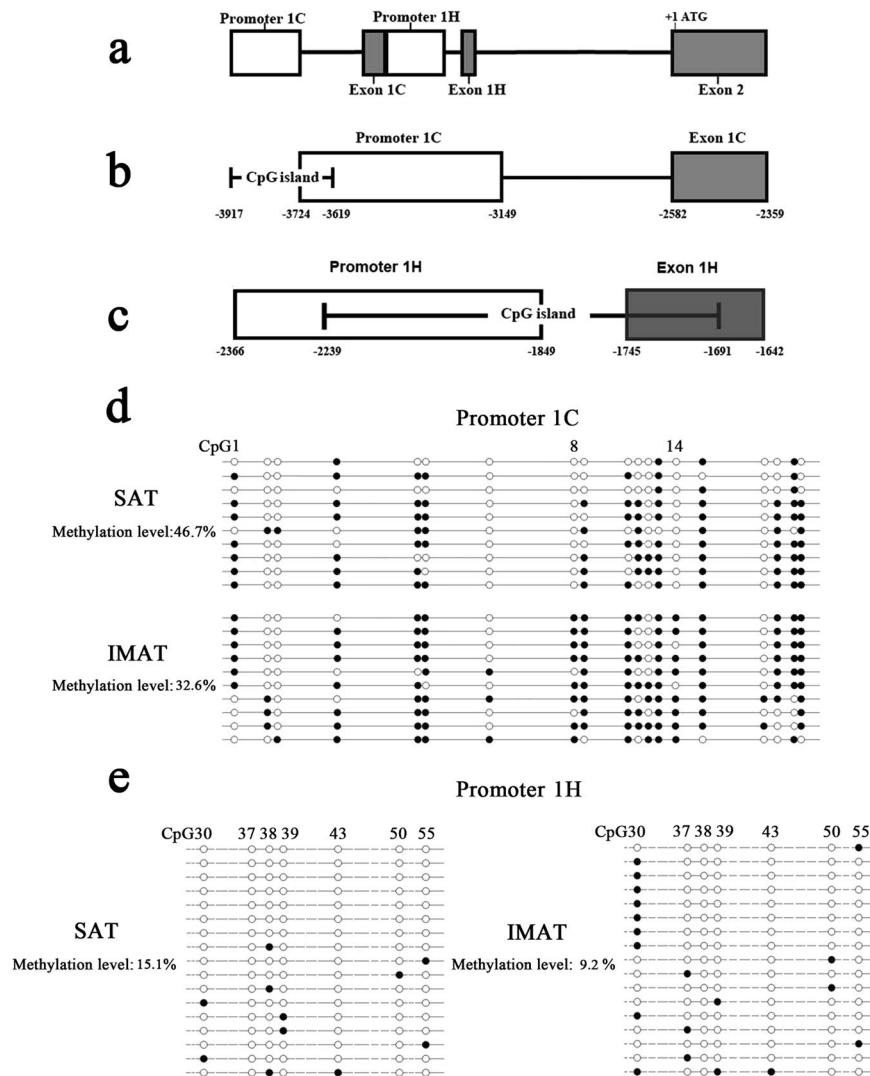 a
Promoter 1C
Promoter 1H
+1 ATG
Exon 1C
Exon 1H
Exon 2
b
Promoter 1C
Exon 1C
CpG island
-3917
-3724
-3619
-3149
-2582
-2359
c
Promoter 1H
Exon 1H
CpG island
-2366
-2239
-1849
-1745
-1691
-1642
d
Promoter 1C
CpG1
8
14
SAT
Methylation level:46.7%
IMAT
Methylation level:32.6%
e
Promoter 1H
CpG30 37 38 39 43 50 55
SAT
Methylation level: 15.1%
CpG30 37 38 39 43 50 55
IMAT
Methylation level: 9.2 %